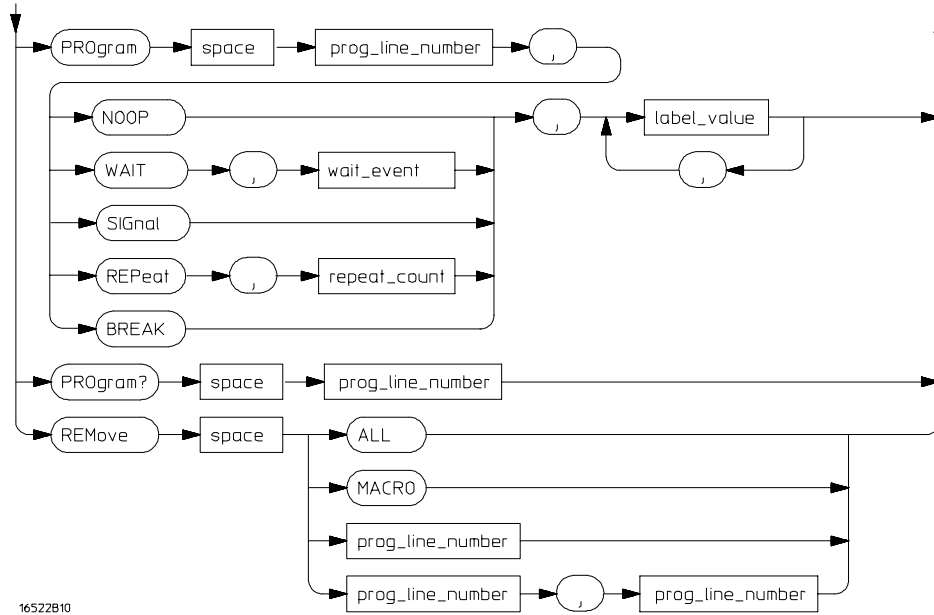 PROgram space prog_line_number ,
NOOP , label_value
WAIT , wait_event ,
SIGnal
REPeat , repeat_count
BREAK
PROgram? space prog_line_number
REMove space ALL
MACRO
prog_line_number
prog_line_number , prog_line_number
16522B10